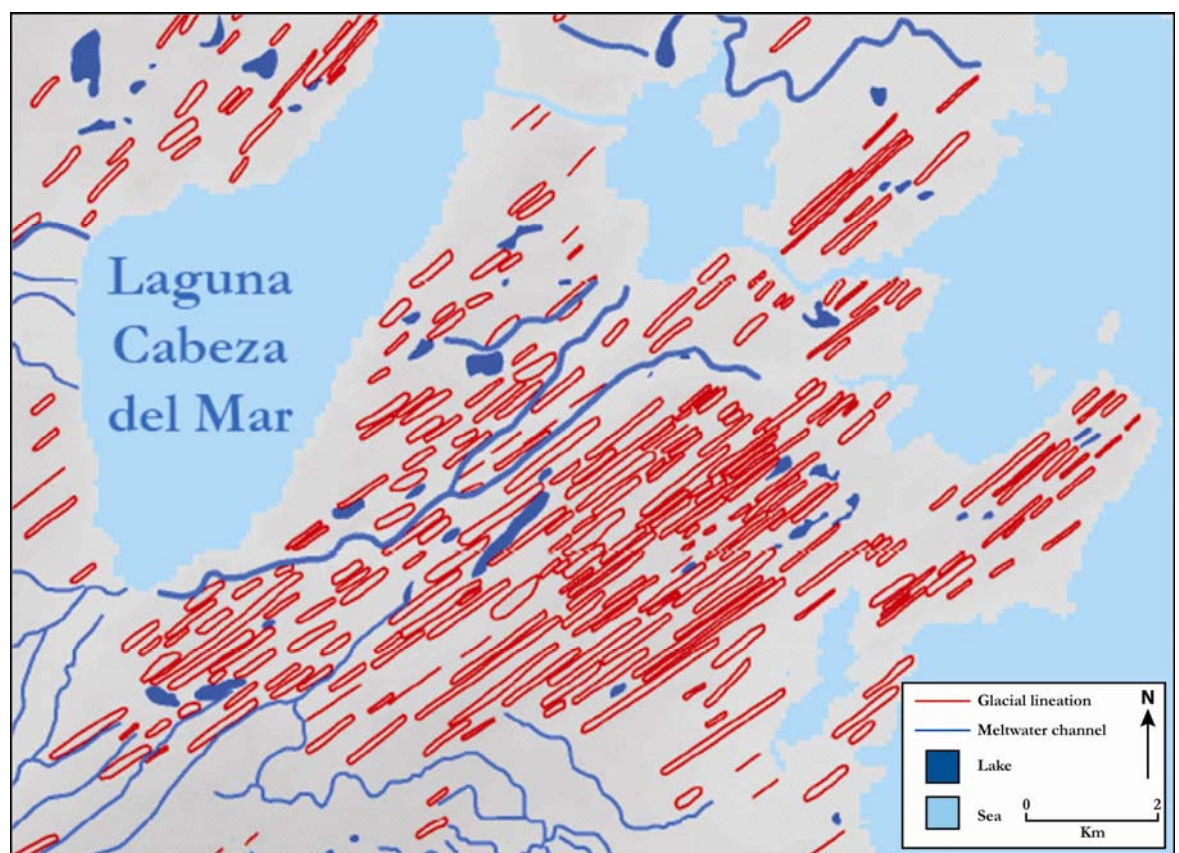 Laguna
Cabeza
del Mar
Glacial lineation
N
Meltwater channel
Lake
Sea
0 2
Km